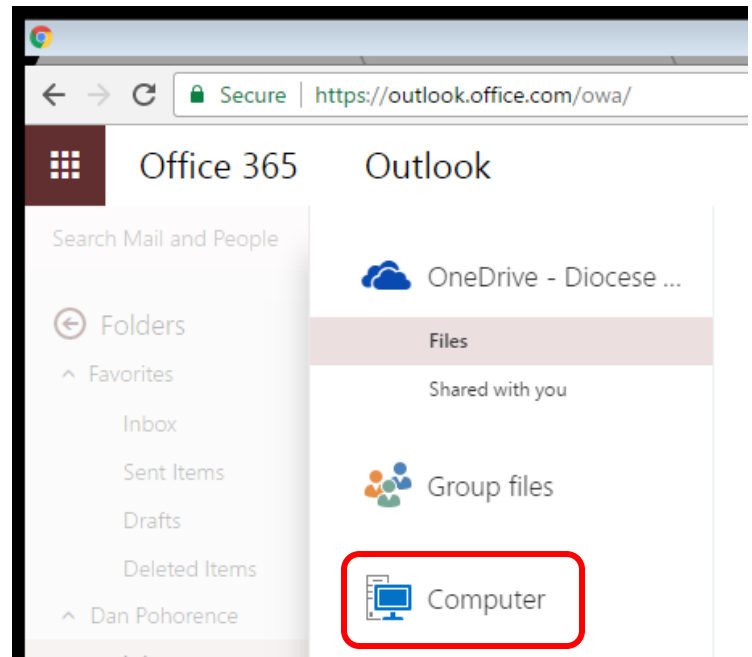 Secure | https://outlook.office.com/owa/
Office 365 Outlook
Search Mail and People
Folders
Favorites
Inbox
Sent Items
Drafts
Deleted Items
Dan Pohorence
OneDrive - Diocese ...
Files
Shared with you
Group files
Computer